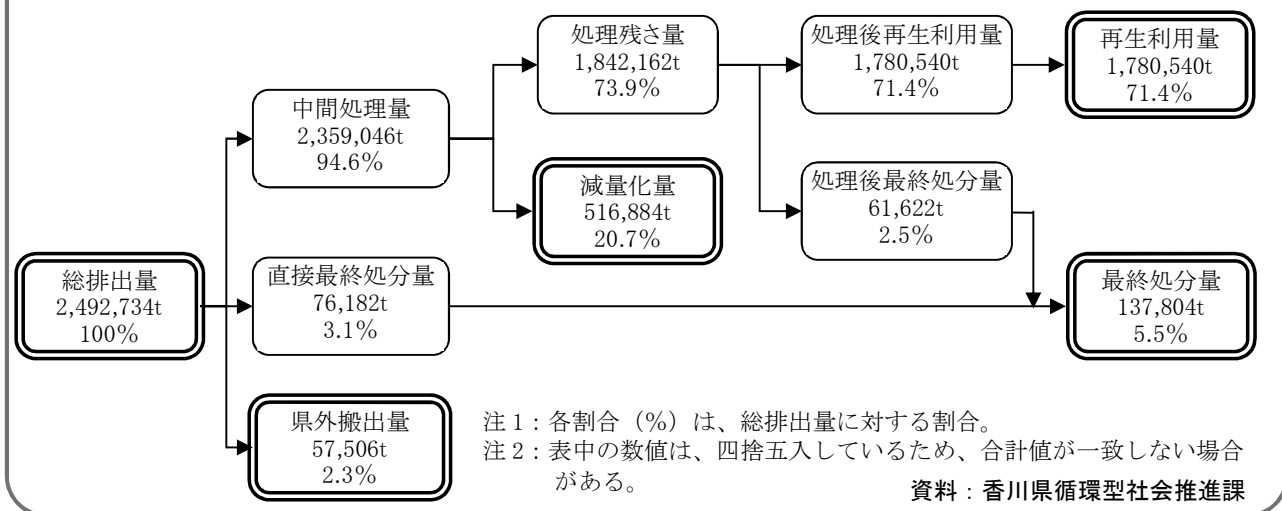 処理残さ量
1,842,162t
73.9%
処理後再生利用量
1,780,540t
71.4%
再生利用量
1,780,540t
71.4%
中間処理量
2,359,046t
94.6%
減量化量
516,884t
20.7%
処理後最終処分量
61,622t
2.5%
総排出量
2,492,734t
100%
直接最終処分量
76,182t
3.1%
最終処分量
137,804t
5.5%
県外搬出量
57,506t
2.3%
注1：各割合（%）は、総排出量に対する割合。
注2：表中の数値は、四捨五入しているため、合計値が一致しない場合
がある。
資料：香川県循環型社会推進課